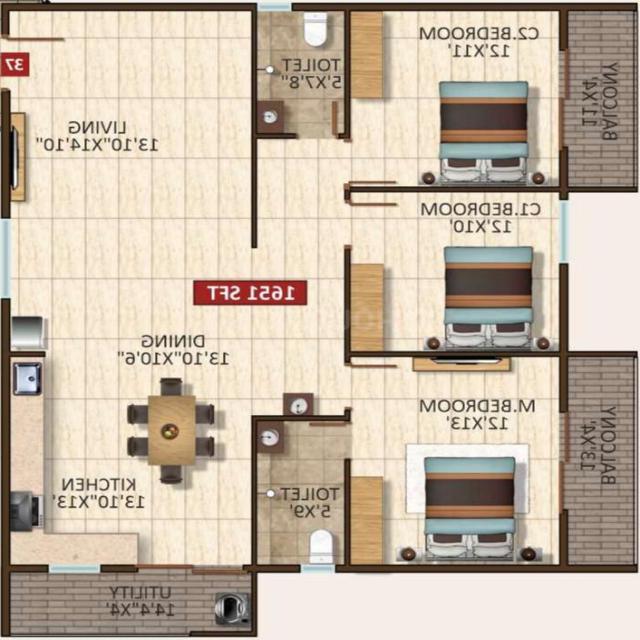 C2.BEDROOM
12'X11'
11'X4'
BALCONY
TOILET
5'X7'8"
37
LIVING
13'10"X14'10"
C1.BEDROOM
12'X10'
1651 SFT
DINING
13'10"X10'6"
M.BEDROOM
12'X13'
13'X4'
BALCONY
KITCHEN
13'10"X13'
TOILET
5'X9'
UTILITY
14'4"X4'